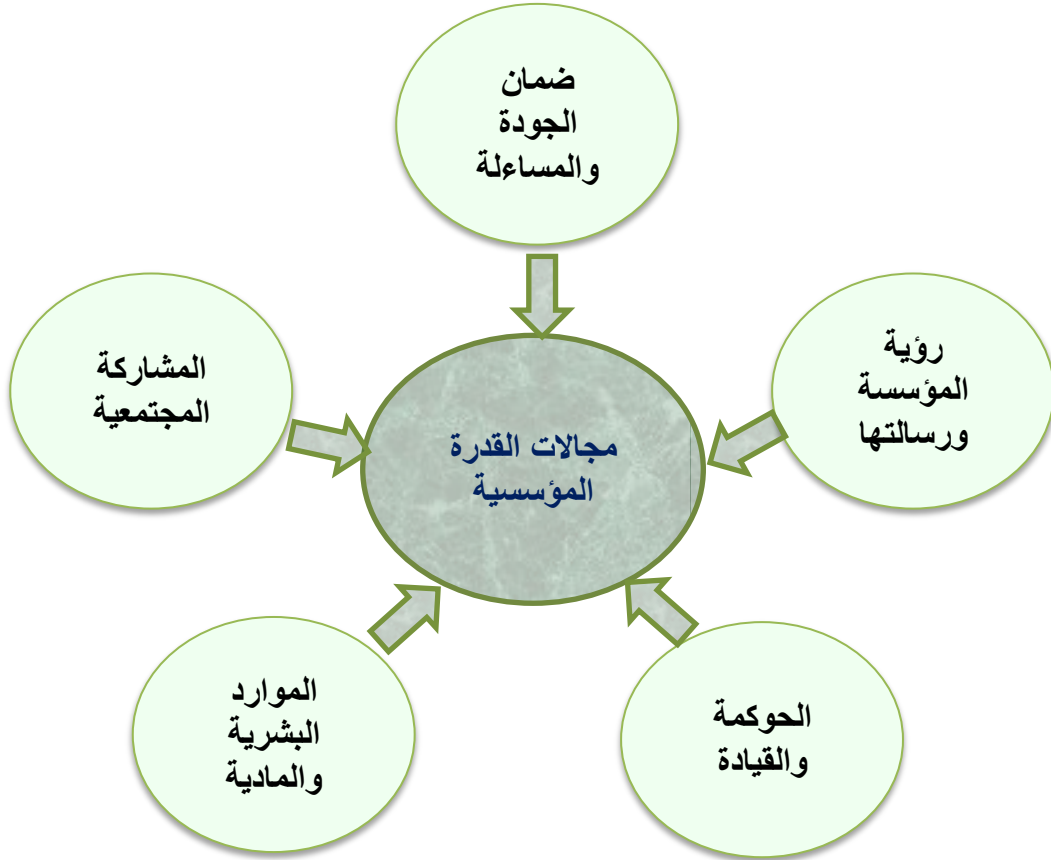 ضمان
الجودة
والمساءلة
رؤية
المؤسسة
ورسالتها
المشاركة
المجتمعية
مجالات القدرة
المؤسسية
الحوكمة
والقيادة
الموارد
البشرية
والمادية